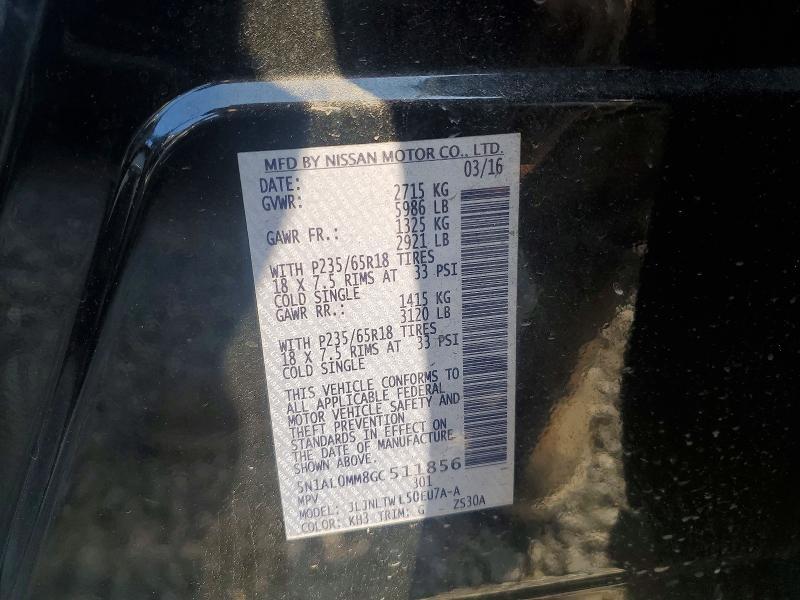 MFD BY NISSAN MOTOR CO., LTD.
DATE: 03/16
GVWR: 2715 KG
5986 LB
GAWR FR.: 1325 KG
2921 LB
WITH P235/65R18 TIRES
18 X 7.5 RIMS AT 33 PSI
COLD SINGLE
GAWR RR.: 1415 KG
3120 LB
WITH P235/65R18 TIRES
18 X 7.5 RIMS AT 33 PSI
COLD SINGLE
THIS VEHICLE CONFORMS TO
ALL APPLICABLE FEDERAL
MOTOR VEHICLE SAFETY AND
THEFT PREVENTION
STANDARDS IN EFFECT ON
THE DATE OF MANUFACTURE
SHOWN ABOVE.
5N1AL0MM8GC511856
MPV 301
MODEL: JLJNLTWL50EU7A-A
COLOR: KH3 TRIM: G - ZS30A